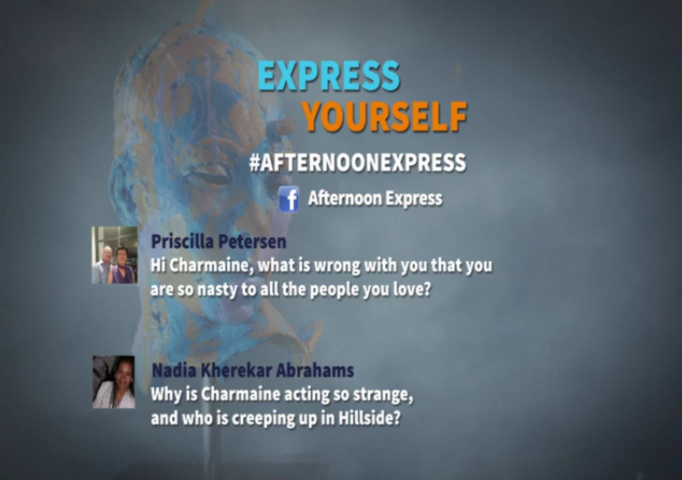 EXPRESS
YOURSELF
#AFTERNOONEXPRESS
f Afternoon Express
Priscilla Petersen
Hi Charmaine, what is wrong with you that you
are so nasty to all the people you love?
Nadia Kherekar Abrahams
Why is Charmaine acting so strange,
and who is creeping up in Hillside?